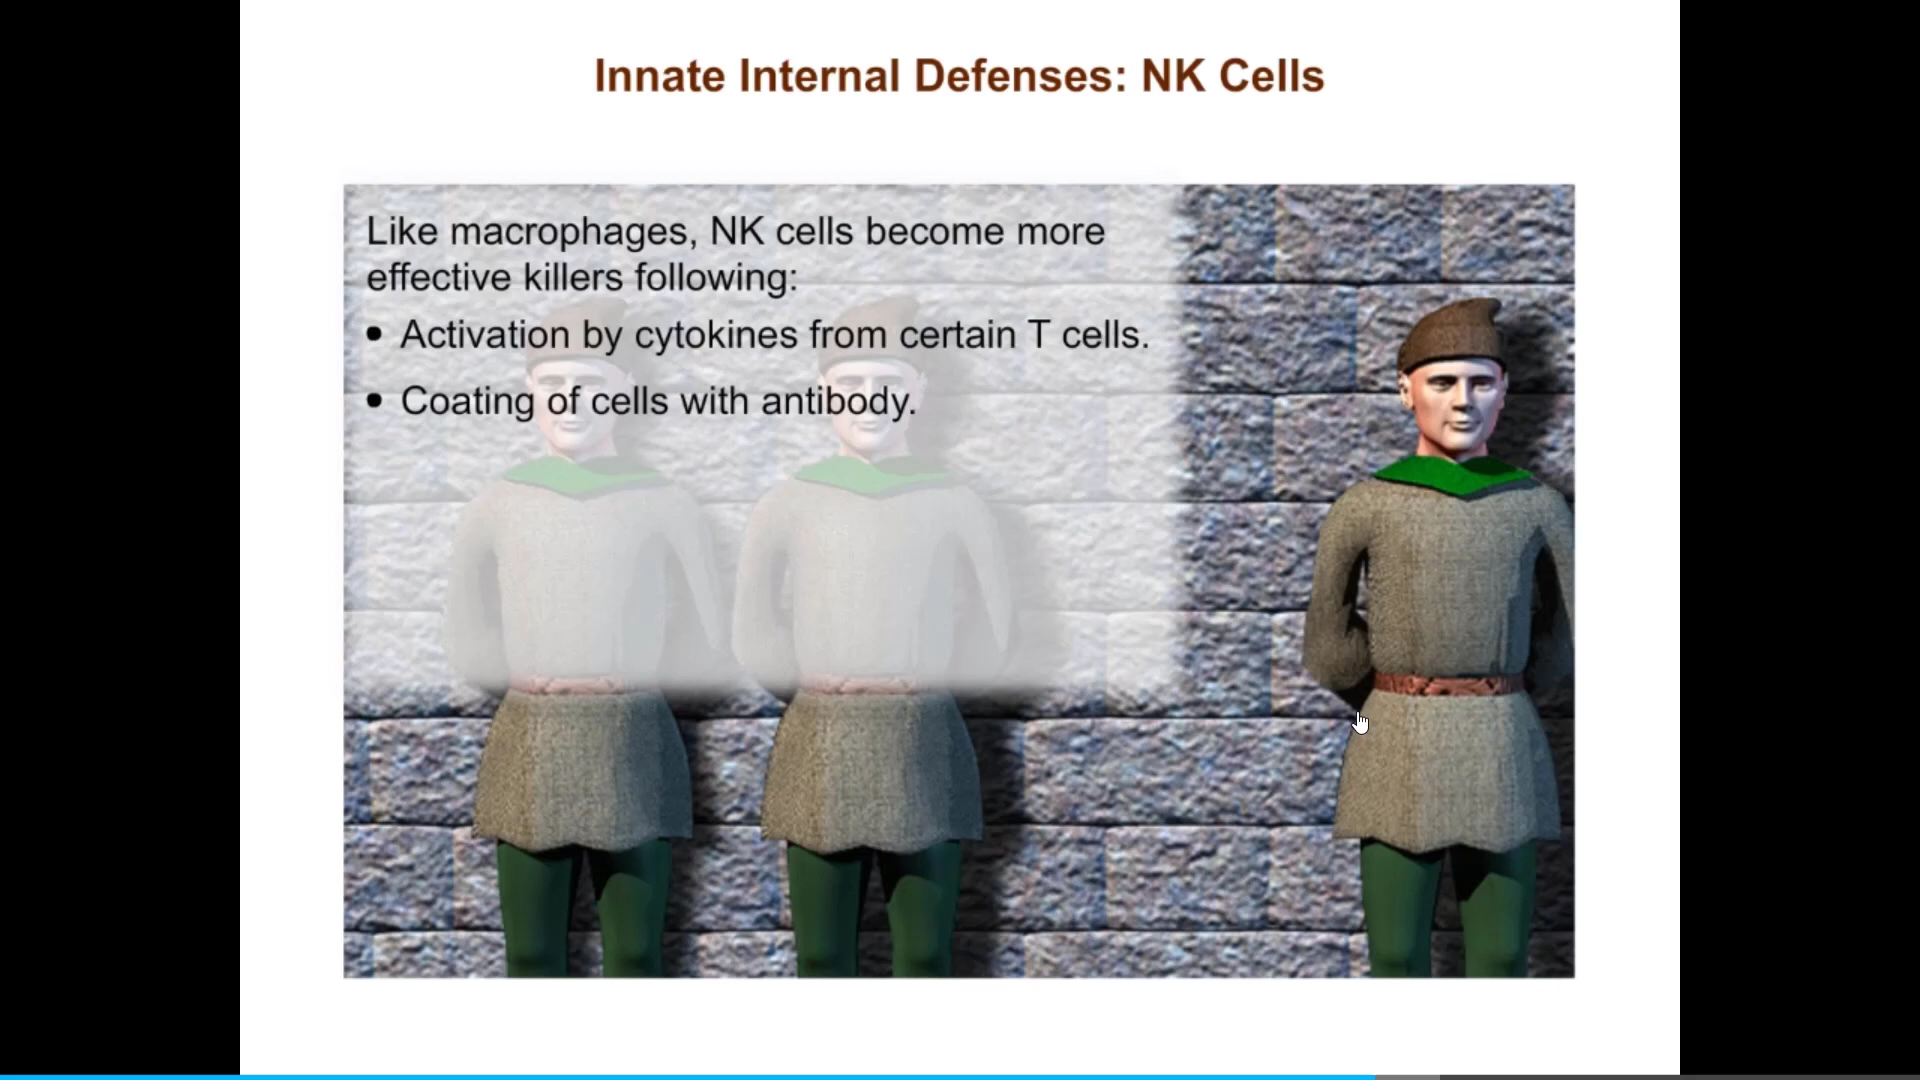 Innate Internal Defenses: NK Cells
Like macrophages, NK cells become more
effective killers following:
• Activation by cytokines from certain T cells.
• Coating of cells with antibody.